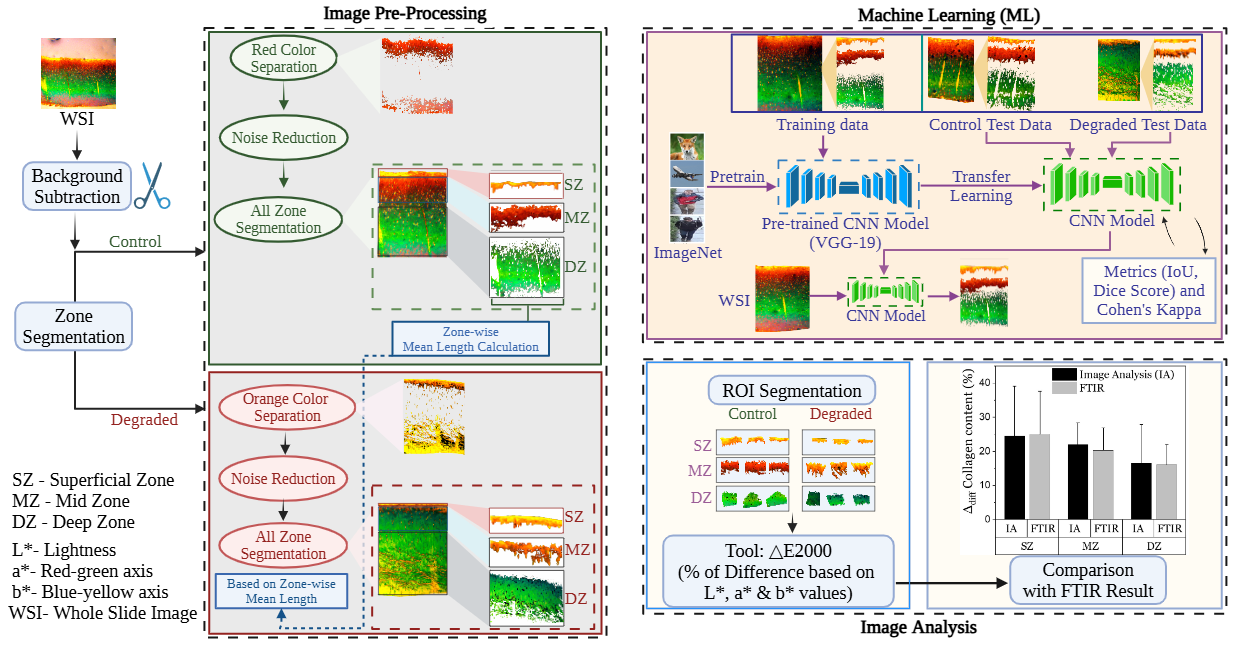 Image Pre-Processing
WSI
Background
Subtraction
Control
Zone
Segmentation
Degraded
SZ - Superficial Zone
MZ - Mid Zone
DZ - Deep Zone
L*- Lightness
a*- Red-green axis
b*- Blue-yellow axis
WSI- Whole Slide Image
Red Color
Separation
Noise Reduction
All Zone
Segmentation
SZ
MZ
DZ
Zone-wise
Mean Length Calculation
Orange Color
Separation
Noise Reduction
All Zone
Segmentation
Based on Zone-wise
Mean Length
SZ
MZ
DZ
Machine Learning (ML)
Training data
Control Test Data
Degraded Test Data
Pretrain
ImageNet
Pre-trained CNN Model
(VGG-19)
Transfer
Learning
CNN Model
Metrics (IoU,
Dice Score) and
Cohen's Kappa
WSI
CNN Model
ROI Segmentation
Control
Degraded
SZ
MZ
DZ
Tool: △E2000
(% of Difference based on
L*, a* & b* values)
Δdiff Collagen content (%)
40
30
20
10
0
Image Analysis (IA)
FTIR
IA FTIR IA FTIR IA FTIR
SZ MZ DZ
Comparison
with FTIR Result
Image Analysis